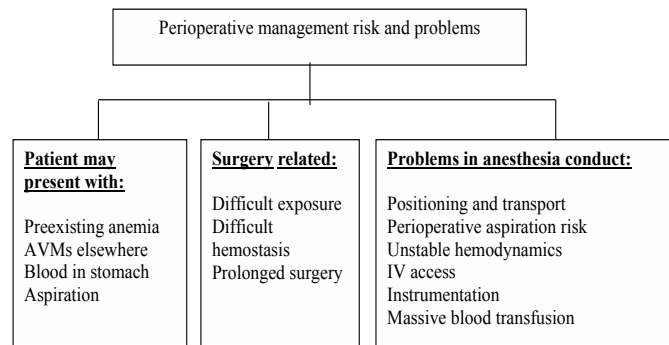 Perioperative management risk and problems
Patient may
present with:
Preexisting anemia
AVMs elsewhere
Blood in stomach
Aspiration
Surgery related:
Difficult exposure
Difficult
hemostasis
Prolonged surgery
Problems in anesthesia conduct:
Positioning and transport
Perioperative aspiration risk
Unstable hemodynamics
IV access
Instrumentation
Massive blood transfusion